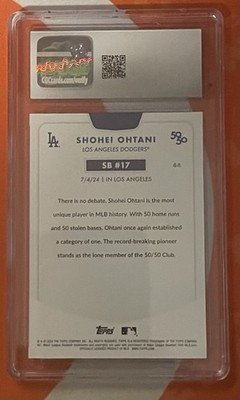 CGCcards.com/verify
LA
SHOHEI OHTANI
50/50
LOS ANGELES DODGERS®
SB #17
7/4/24 | IN LOS ANGELES
There is no debate. Shohei Ohtani is the most
unique player in MLB history. With 50 home runs
and 50 stolen bases, Ohtani once again established
a category of one. The record-breaking pioneer
stands as the lone member of the 50/50 Club.
Topps